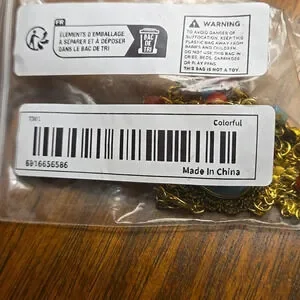 FR
ÉLÉMENTS D'EMBALLAGE
À SÉPARER ET À DÉPOSER
DANS LE BAC DE TRI
BAC
DE TRI
WARNING
TO AVOID DANGER OF
SUFFOCATION, KEEP THIS
PLASTIC BAG AWAY FROM
BABIES AND CHILDREN.
DO NOT USE THIS BAG IN
CRIBS, BEDS, CARRIAGES
OR PLAY PENS.
THIS BAG IS NOT A TOY.
Colorful
6916656586
Made In China